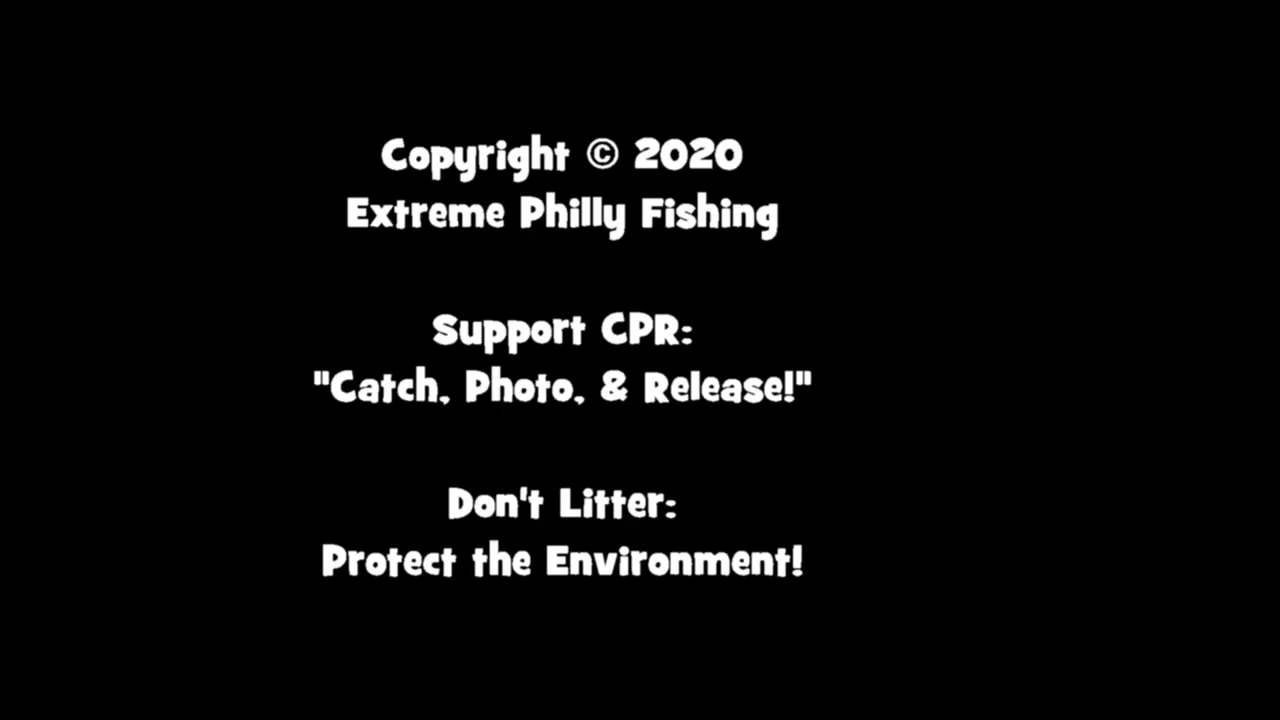 Copyright © 2020
Extreme Philly Fishing
Support CPR:
"Catch, Photo, & Release!"
Don't Litter:
Protect the Environment!